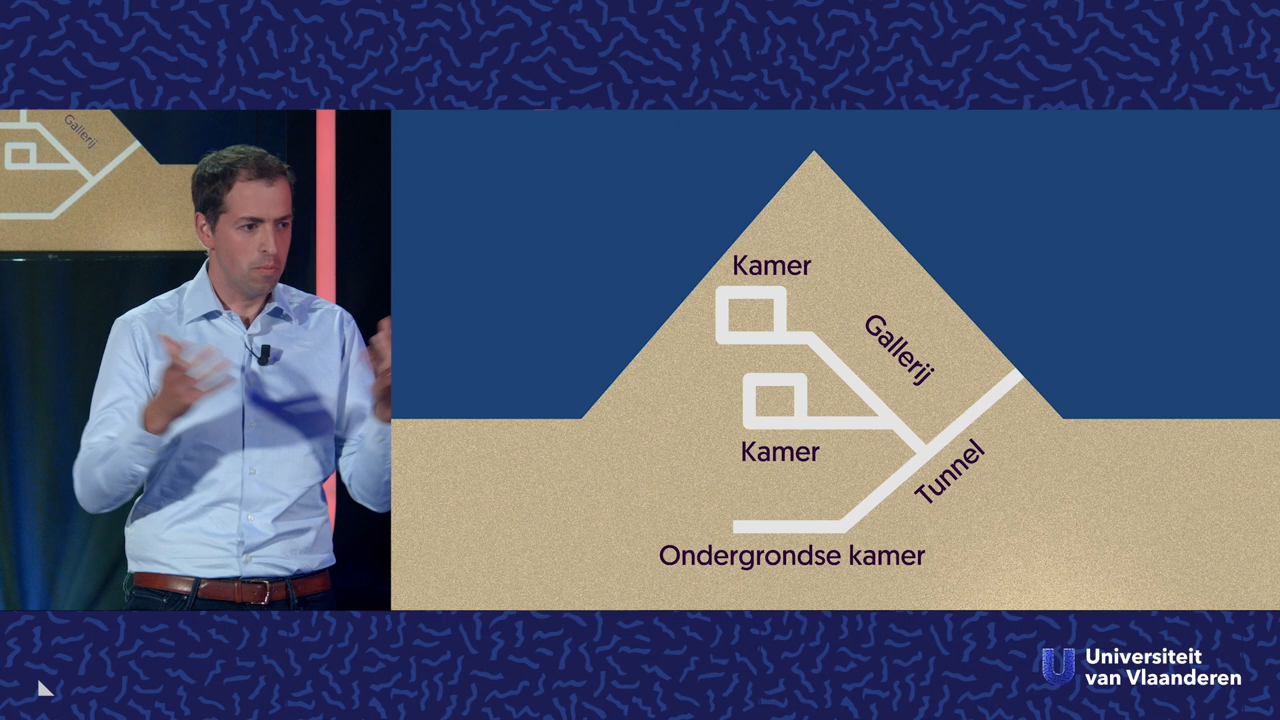 Gallerij
Kamer
Gallerij
Kamer
Tunnel
Ondergrondse kamer
Universiteit
van Vlaanderen